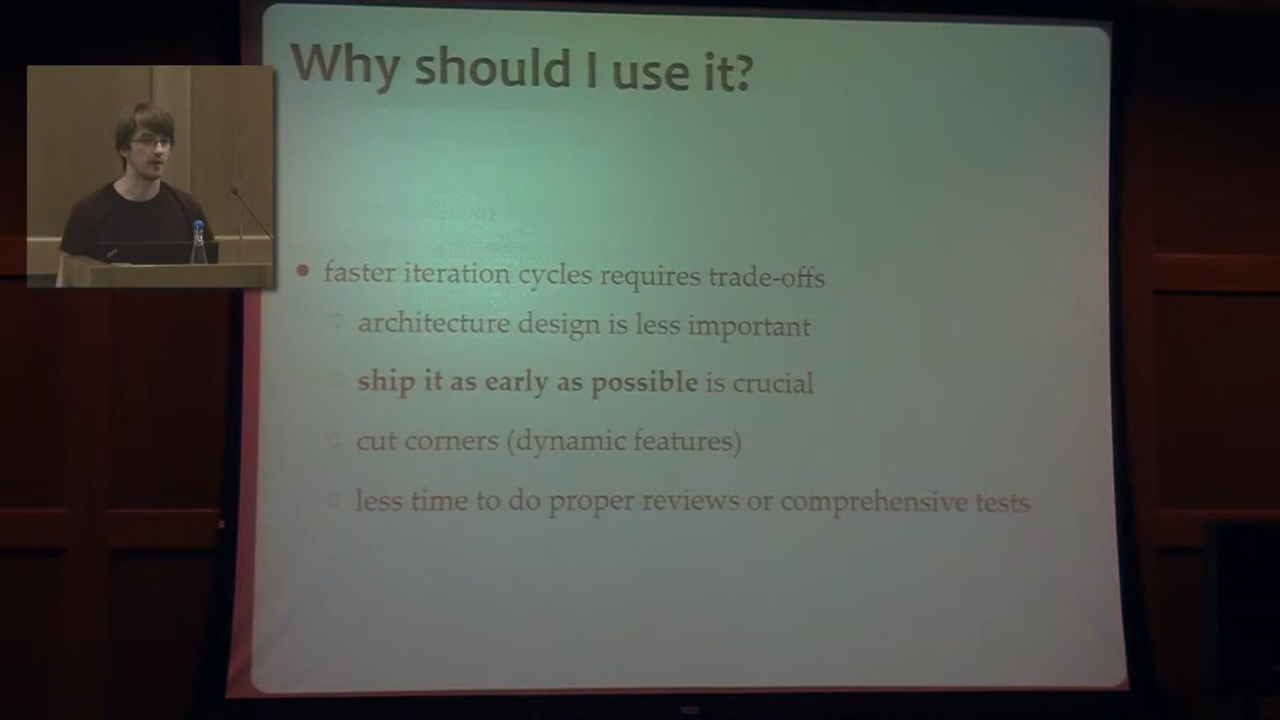 Why should I use it?
faster iteration cycles requires trade-offs
architecture design is less important
ship it as early as possible is crucial
cut corners (dynamic features)
less time to do proper reviews or comprehensive tests